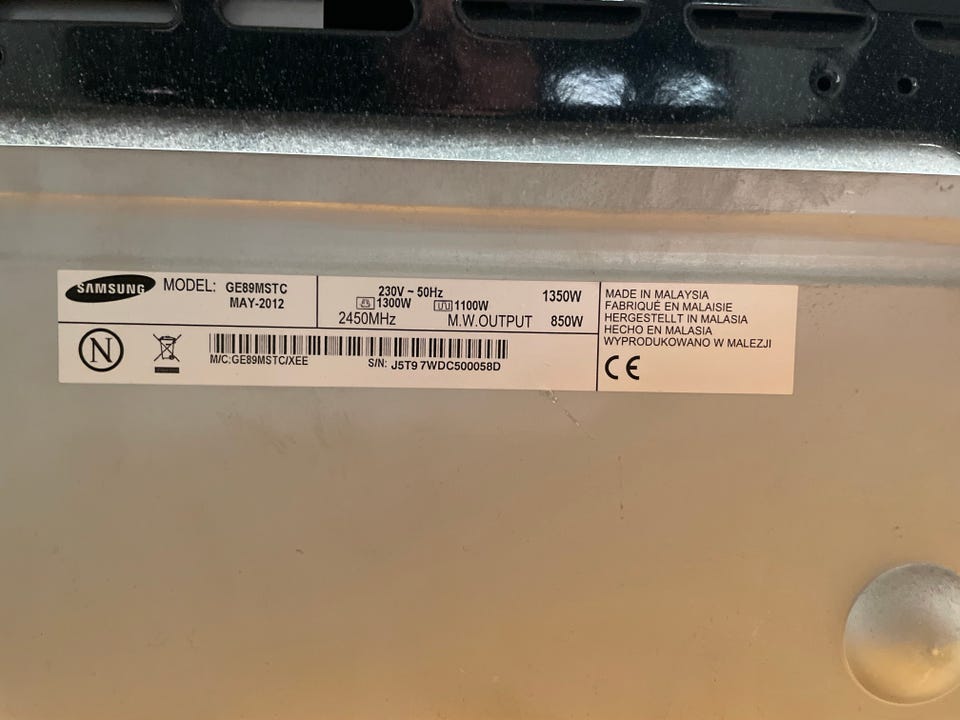 SAMSUNG
MODEL: GE89MSTC
MAY-2012
230V ~ 50Hz
1300W 1100W 1350W
2450MHz M.W.OUTPUT 850W
N
M/C:GE89MSTC/XEE
S/N: J5T97WDC500058D
MADE IN MALAYSIA
FABRIQUÉ EN MALAISIE
HERGESTELLT IN MALASIA
HECHO EN MALASIA
WYPRODUKOWANO W MALEZJI
CE